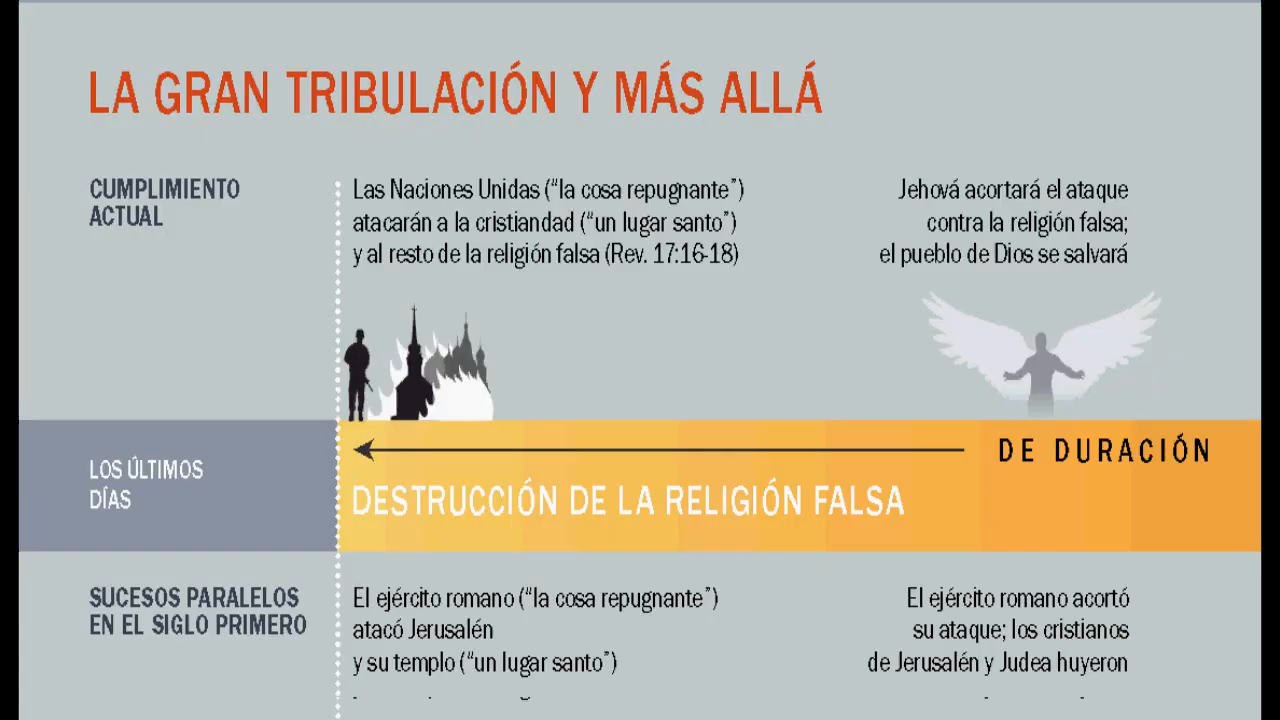 LA GRAN TRIBULACIÓN Y MÁS ALLÁ
CUMPLIMIENTO
ACTUAL
Las Naciones Unidas (“la cosa repugnante”)
atacarán a la cristiandad (“un lugar santo”)
y al resto de la religión falsa (Rev. 17:16-18)
Jehová acortará el ataque
contra la religión falsa;
el pueblo de Dios se salvará
LOS ÚLTIMOS
DÍAS
DE DURACIÓN
DESTRUCCIÓN DE LA RELIGIÓN FALSA
SUCESOS PARALELOS
EN EL SIGLO PRIMERO
El ejército romano (“la cosa repugnante”)
atacó Jerusalén
y su templo (“un lugar santo”)
El ejército romano acortó
su ataque; los cristianos
de Jerusalén y Judea huyeron